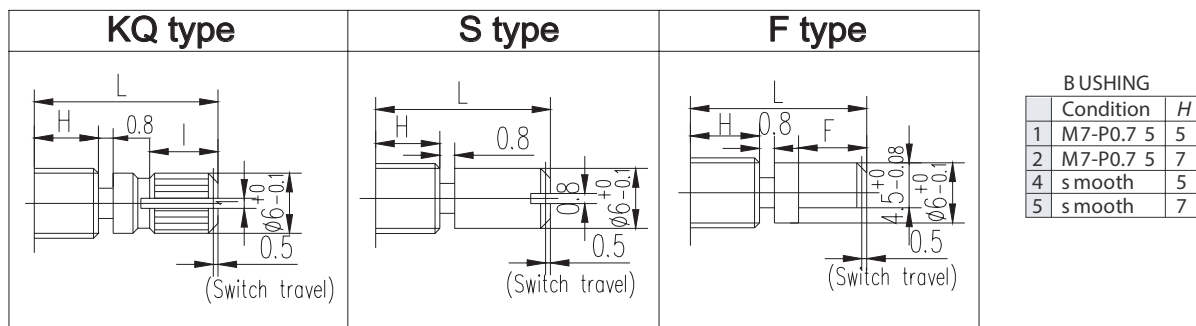 KQ type S type F type
L
H 0.8 I
ø6 +0 -0.1
0.5
(Switch travel)
L
H 0.8
0.8
ø6 +0 -0.1
0.5
(Switch travel)
L
H 0.8 F
4.5 +0 -0.08
ø6 +0 -0.1
0.5
(Switch travel)
BUSHING
Condition H
1 M7-P0.7 5 5
2 M7-P0.7 5 7
4 smooth 5
5 smooth 7